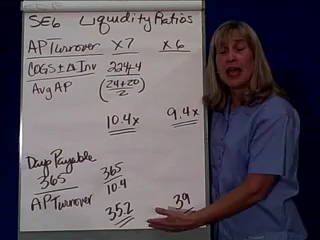 SE6 Liquidity Ratios
AP Turnover X7 X6
COGS ± Δ Inv 224+4
Avg AP (24+20)
2
10.4x 9.4x
Days Payable
365 365
AP Turnover 10.4
35.2 39